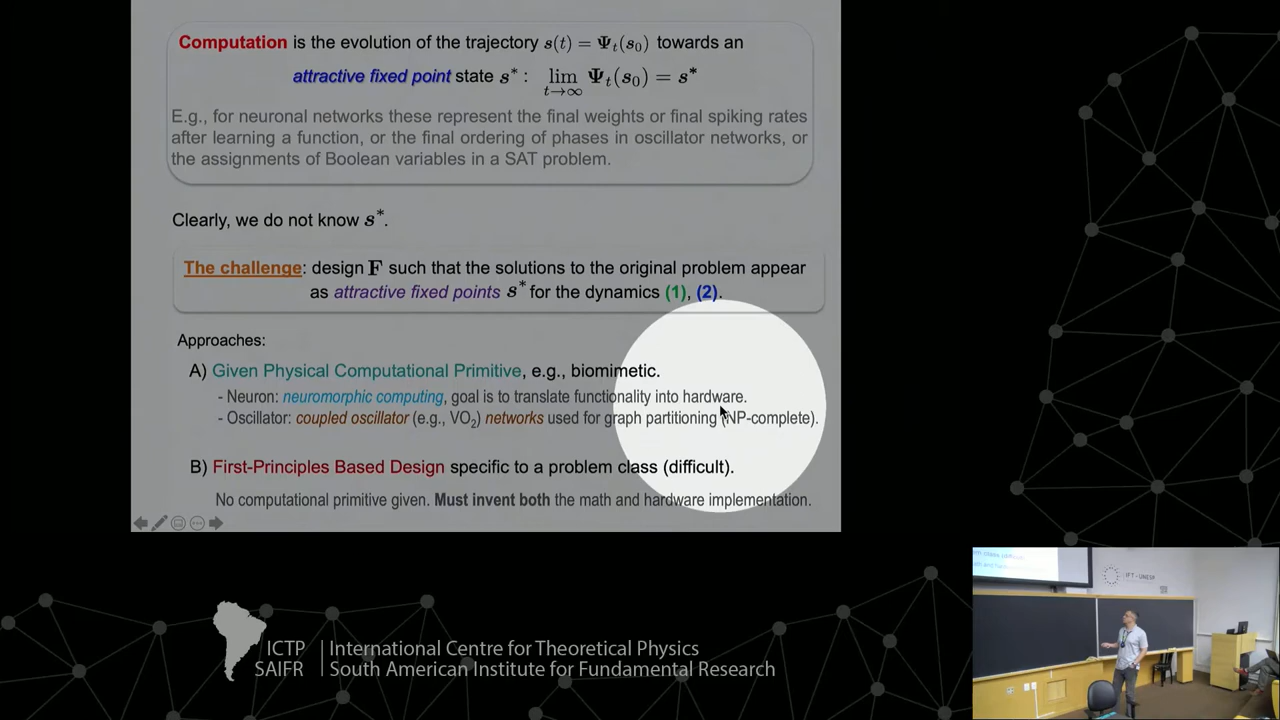 Computation is the evolution of the trajectory s(t) = Ψₜ(s₀) towards an
attractive fixed point state s* : lim t→∞ Ψₜ(s₀) = s*
E.g., for neuronal networks these represent the final weights or final spiking rates
after learning a function, or the final ordering of phases in oscillator networks, or
the assignments of Boolean variables in a SAT problem.
Clearly, we do not know s*.
The challenge: design F such that the solutions to the original problem appear
as attractive fixed points s* for the dynamics (1), (2).
Approaches:
A) Given Physical Computational Primitive, e.g., biomimetic.
- Neuron: neuromorphic computing, goal is to translate functionality into hardware.
- Oscillator: coupled oscillator (e.g., VO₂) networks used for graph partitioning (NP-complete).
B) First-Principles Based Design specific to a problem class (difficult).
No computational primitive given. Must invent both the math and hardware implementation.
IFT - UNESP
ICTP International Centre for Theoretical Physics
SAIFR South American Institute for Fundamental Research